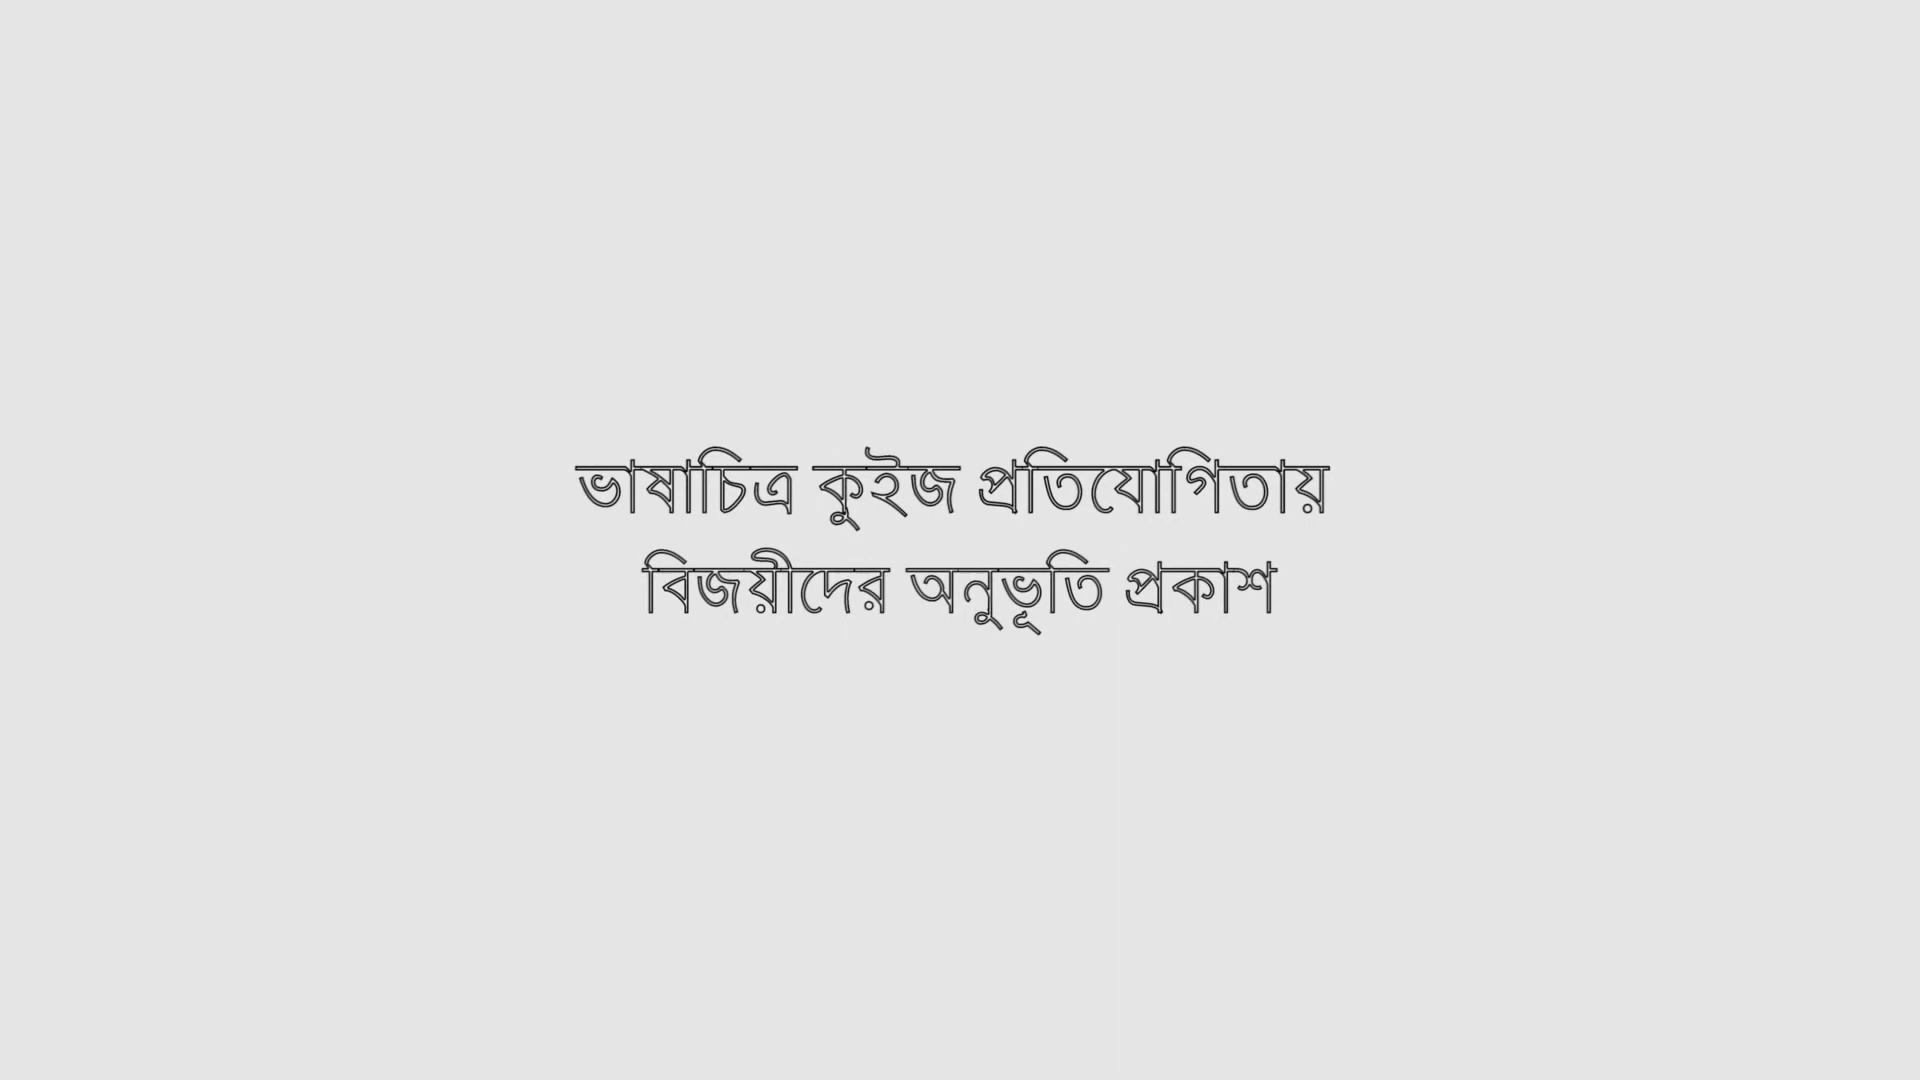 ভাষাচিত্র কুইজ প্রতিযোগিতায়
বিজয়ীদের অনুভূতি প্রকাশ